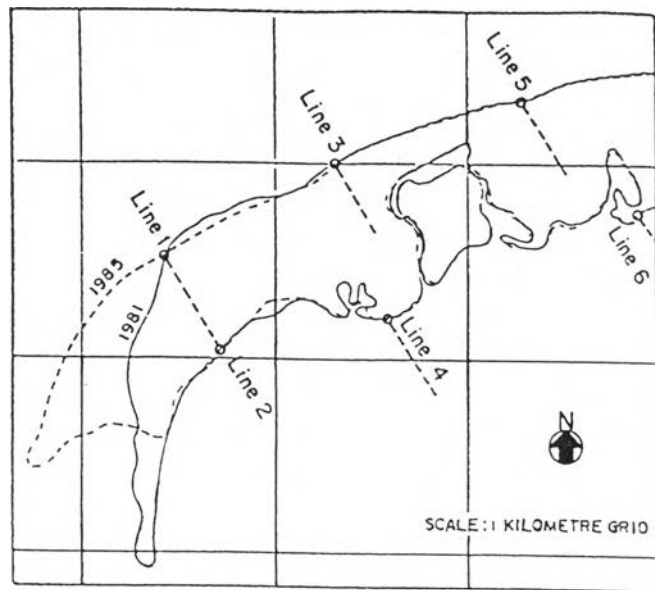 Line 5
Line 3
Line 1
1985
1981
Line 6
Line 4
Line 2
N
SCALE:1 KILOMETRE GRID